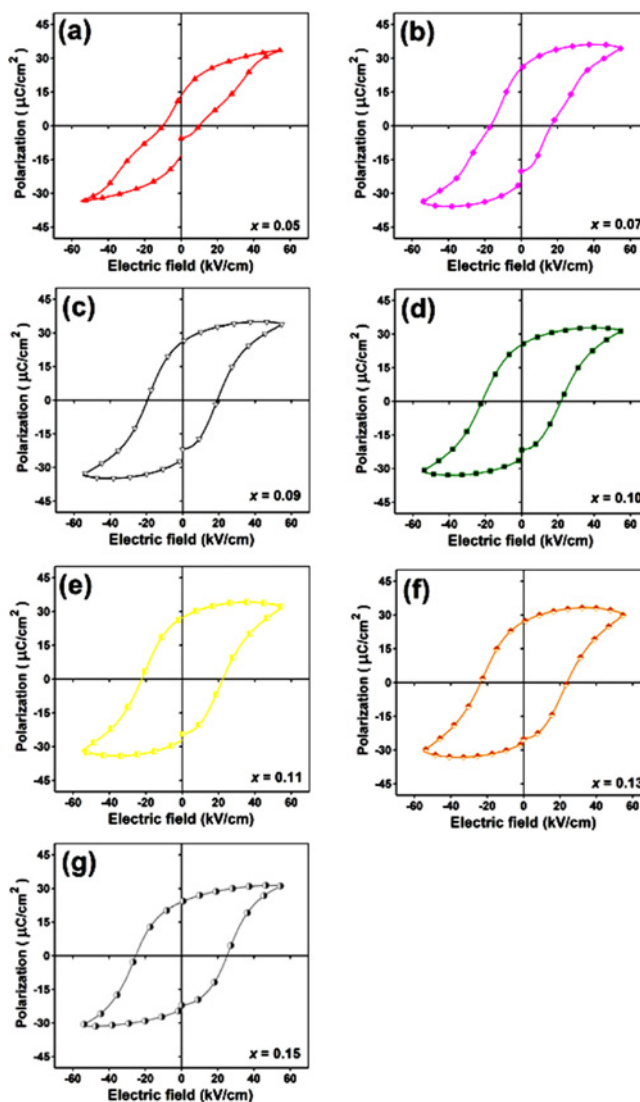 (a)
Polarization ( μC/cm²)
45
30
15
0
-15
-30
-45
x = 0.05
-60 -40 -20 0 20 40 60
Electric field (kV/cm)
(b)
Polarization ( μC/cm²)
45
30
15
0
-15
-30
-45
x = 0.07
-60 -40 -20 0 20 40 60
Electric field (kV/cm)
(c)
Polarization ( μC/cm²)
45
30
15
0
-15
-30
-45
x = 0.09
-60 -40 -20 0 20 40 60
Electric field (kV/cm)
(d)
Polarization ( μC/cm²)
45
30
15
0
-15
-30
-45
x = 0.10
-60 -40 -20 0 20 40 60
Electric field (kV/cm)
(e)
Polarization ( μC/cm²)
45
30
15
0
-15
-30
-45
x = 0.11
-60 -40 -20 0 20 40 60
Electric field (kV/cm)
(f)
Polarization ( μC/cm²)
45
30
15
0
-15
-30
-45
x = 0.13
-60 -40 -20 0 20 40 60
Electric field (kV/cm)
(g)
Polarization ( μC/cm²)
45
30
15
0
-15
-30
-45
x = 0.15
-60 -40 -20 0 20 40 60
Electric field (kV/cm)